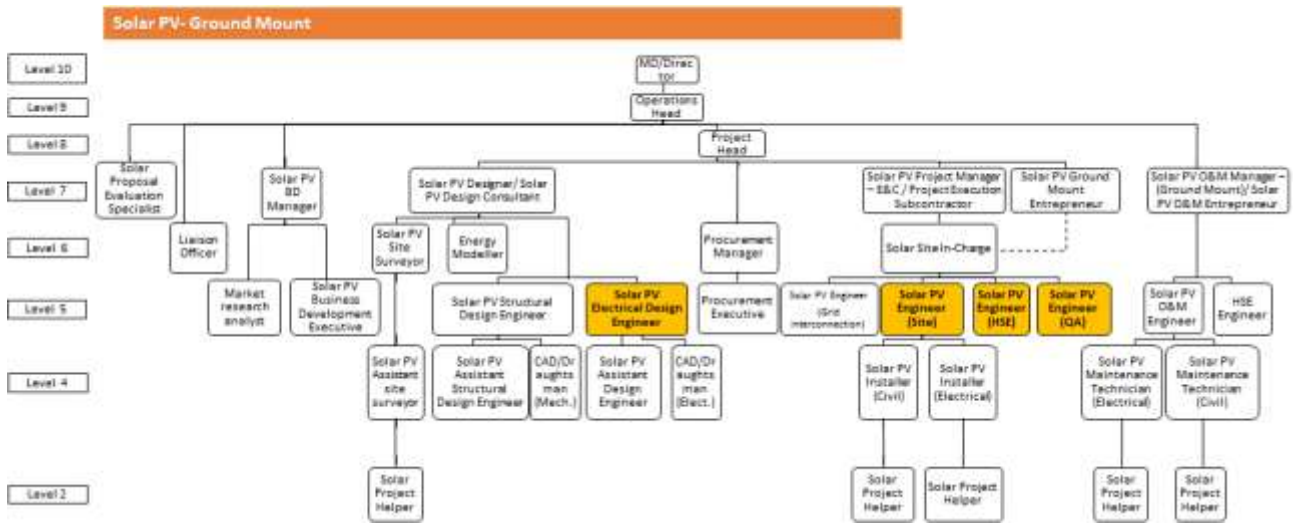 Solar PV- Ground Mount
Level 10
MD/Direc
tor
Level 9
Operations
Head
Level 8
Project
Head
Level 7
Solar
Proposal
Evaluation
Specialist
Solar PV
BD
Manager
Solar PV Designer/ Solar
PV Design Consultant
Solar PV Project Manager
– E&C / Project Execution
Subcontractor
Solar PV Ground
Mount
Entrepreneur
Solar PV O&M Manager –
(Ground Mount)/ Solar
PV O&M Entrepreneur
Level 6
Liaison
Officer
Solar PV
Site
Surveyor
Energy
Modeller
Procurement
Manager
Solar Site In-Charge
Level 5
Market
research
analyst
Solar PV
Business
Development
Executive
Solar PV Structural
Design Engineer
Solar PV
Electrical Design
Engineer
Procurement
Executive
Solar PV Engineer
(Grid
Interconnection)
Solar PV
Engineer
(Site)
Solar PV
Engineer
(HSE)
Solar PV
Engineer
(QA)
Solar PV
O&M
Engineer
HSE
Engineer
Level 4
Solar PV
Assistant
site
surveyor
Solar PV
Assistant
Structural
Design Engineer
CAD/Dr
aughts
man
(Mech.)
Solar PV
Assistant
Design
Engineer
CAD/Dr
aughts
man
(Elect.)
Solar PV
Installer
(Civil)
Solar PV
Installer
(Electrical)
Solar PV
Maintenance
Technician
(Electrical)
Solar PV
Maintenance
Technician
(Civil)
Level 2
Solar
Project
Helper
Solar
Project
Helper
Solar Project
Helper
Solar
Project
Helper
Solar
Project
Helper